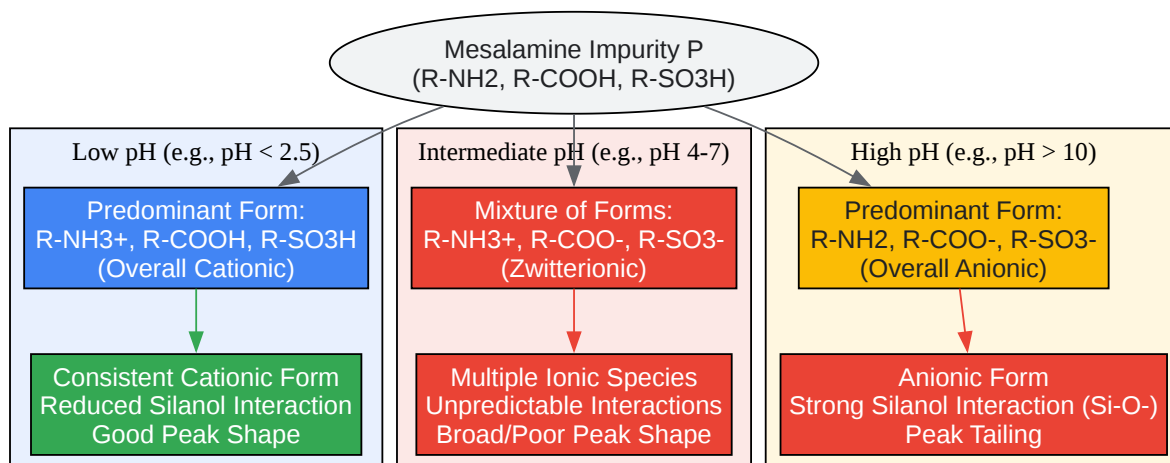 Mesalamine Impurity P
(R-NH2, R-COOH, R-SO3H)
Low pH (e.g., pH < 2.5)
Predominant Form:
R-NH3+, R-COOH, R-SO3H
(Overall Cationic)
Consistent Cationic Form
Reduced Silanol Interaction
Good Peak Shape
Intermediate pH (e.g., pH 4-7)
Mixture of Forms:
R-NH3+, R-COO-, R-SO3-
(Zwitterionic)
Multiple Ionic Species
Unpredictable Interactions
Broad/Poor Peak Shape
High pH (e.g., pH > 10)
Predominant Form:
R-NH2, R-COO-, R-SO3-
(Overall Anionic)
Anionic Form
Strong Silanol Interaction (Si-O-)
Peak Tailing